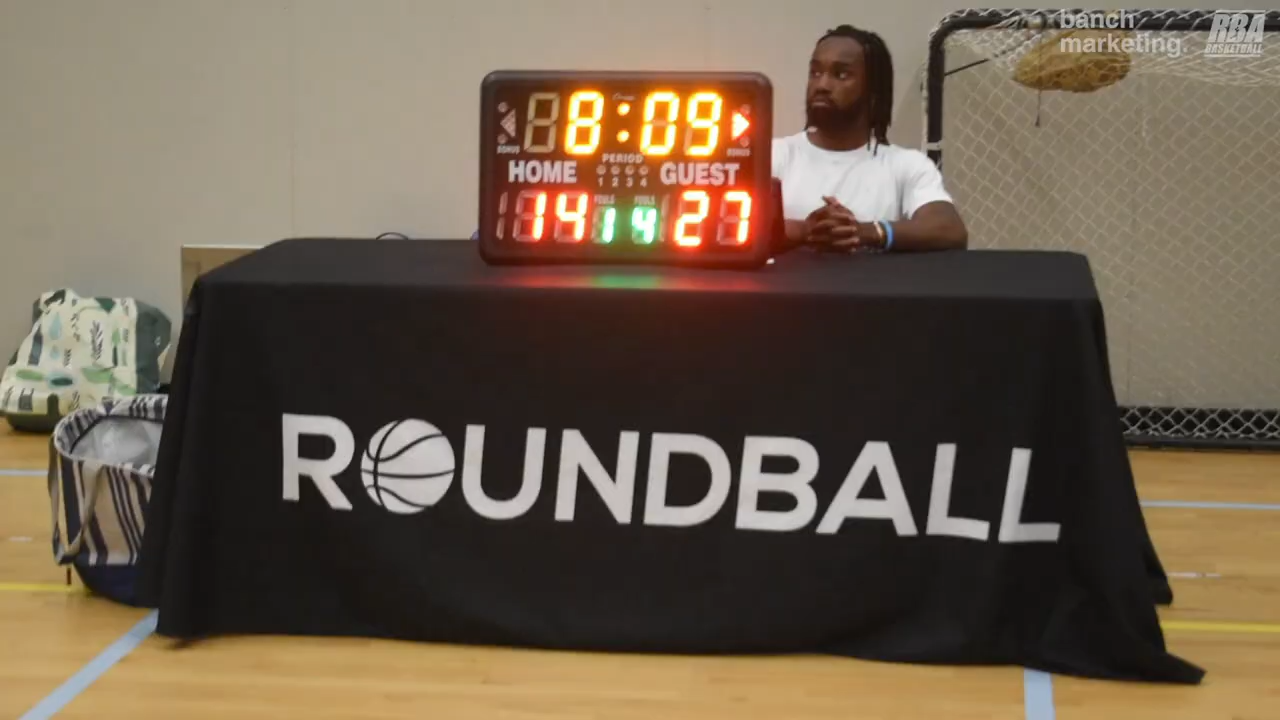 banch
marketing.
RBA
BASKETBALL
8:09
BONUS
BONUS
PERIOD
HOME
GUEST
1 2 3 4
FOULS
FOULS
14
1
4
27
ROUNDBALL